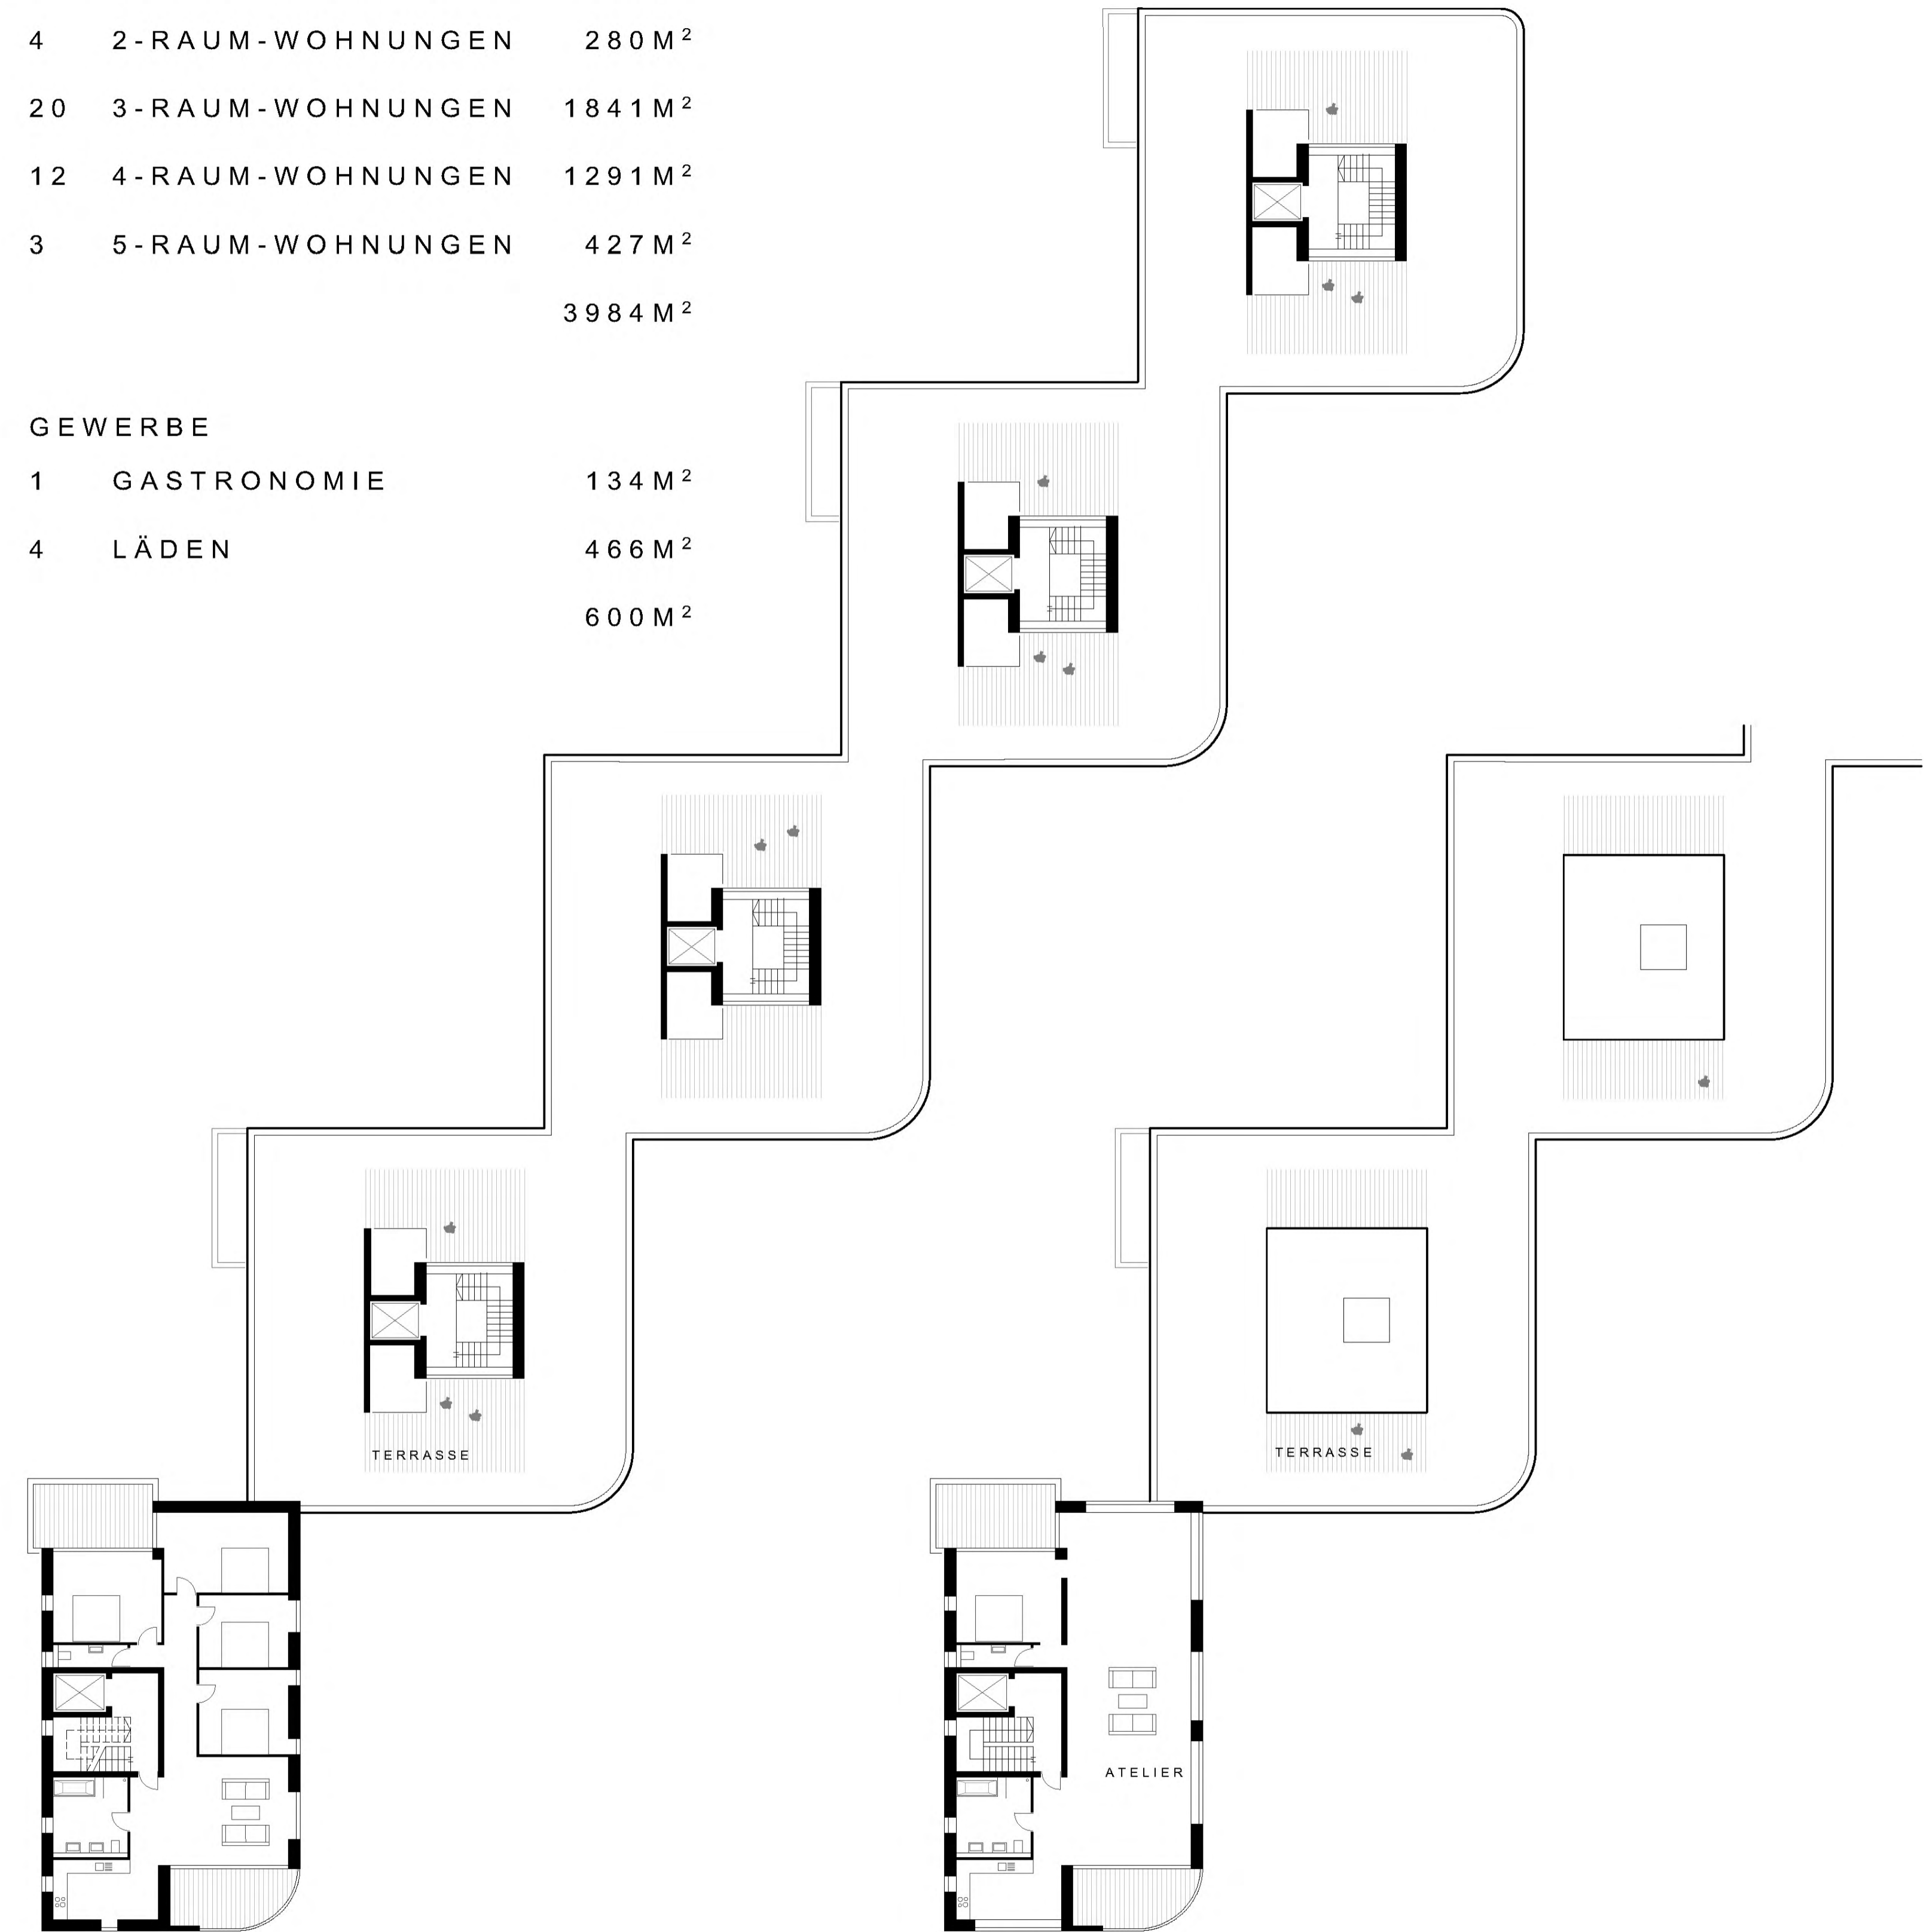 4 2-RAUM-WOHNUNGEN 280M²
20 3-RAUM-WOHNUNGEN 1841M²
12 4-RAUM-WOHNUNGEN 1291M²
3 5-RAUM-WOHNUNGEN 427M²
3984M²
GEWERBE
1 GASTRONOMIE 134M²
4 LÄDEN 466M²
600M²
TERRASSE
TERRASSE
ATELIER